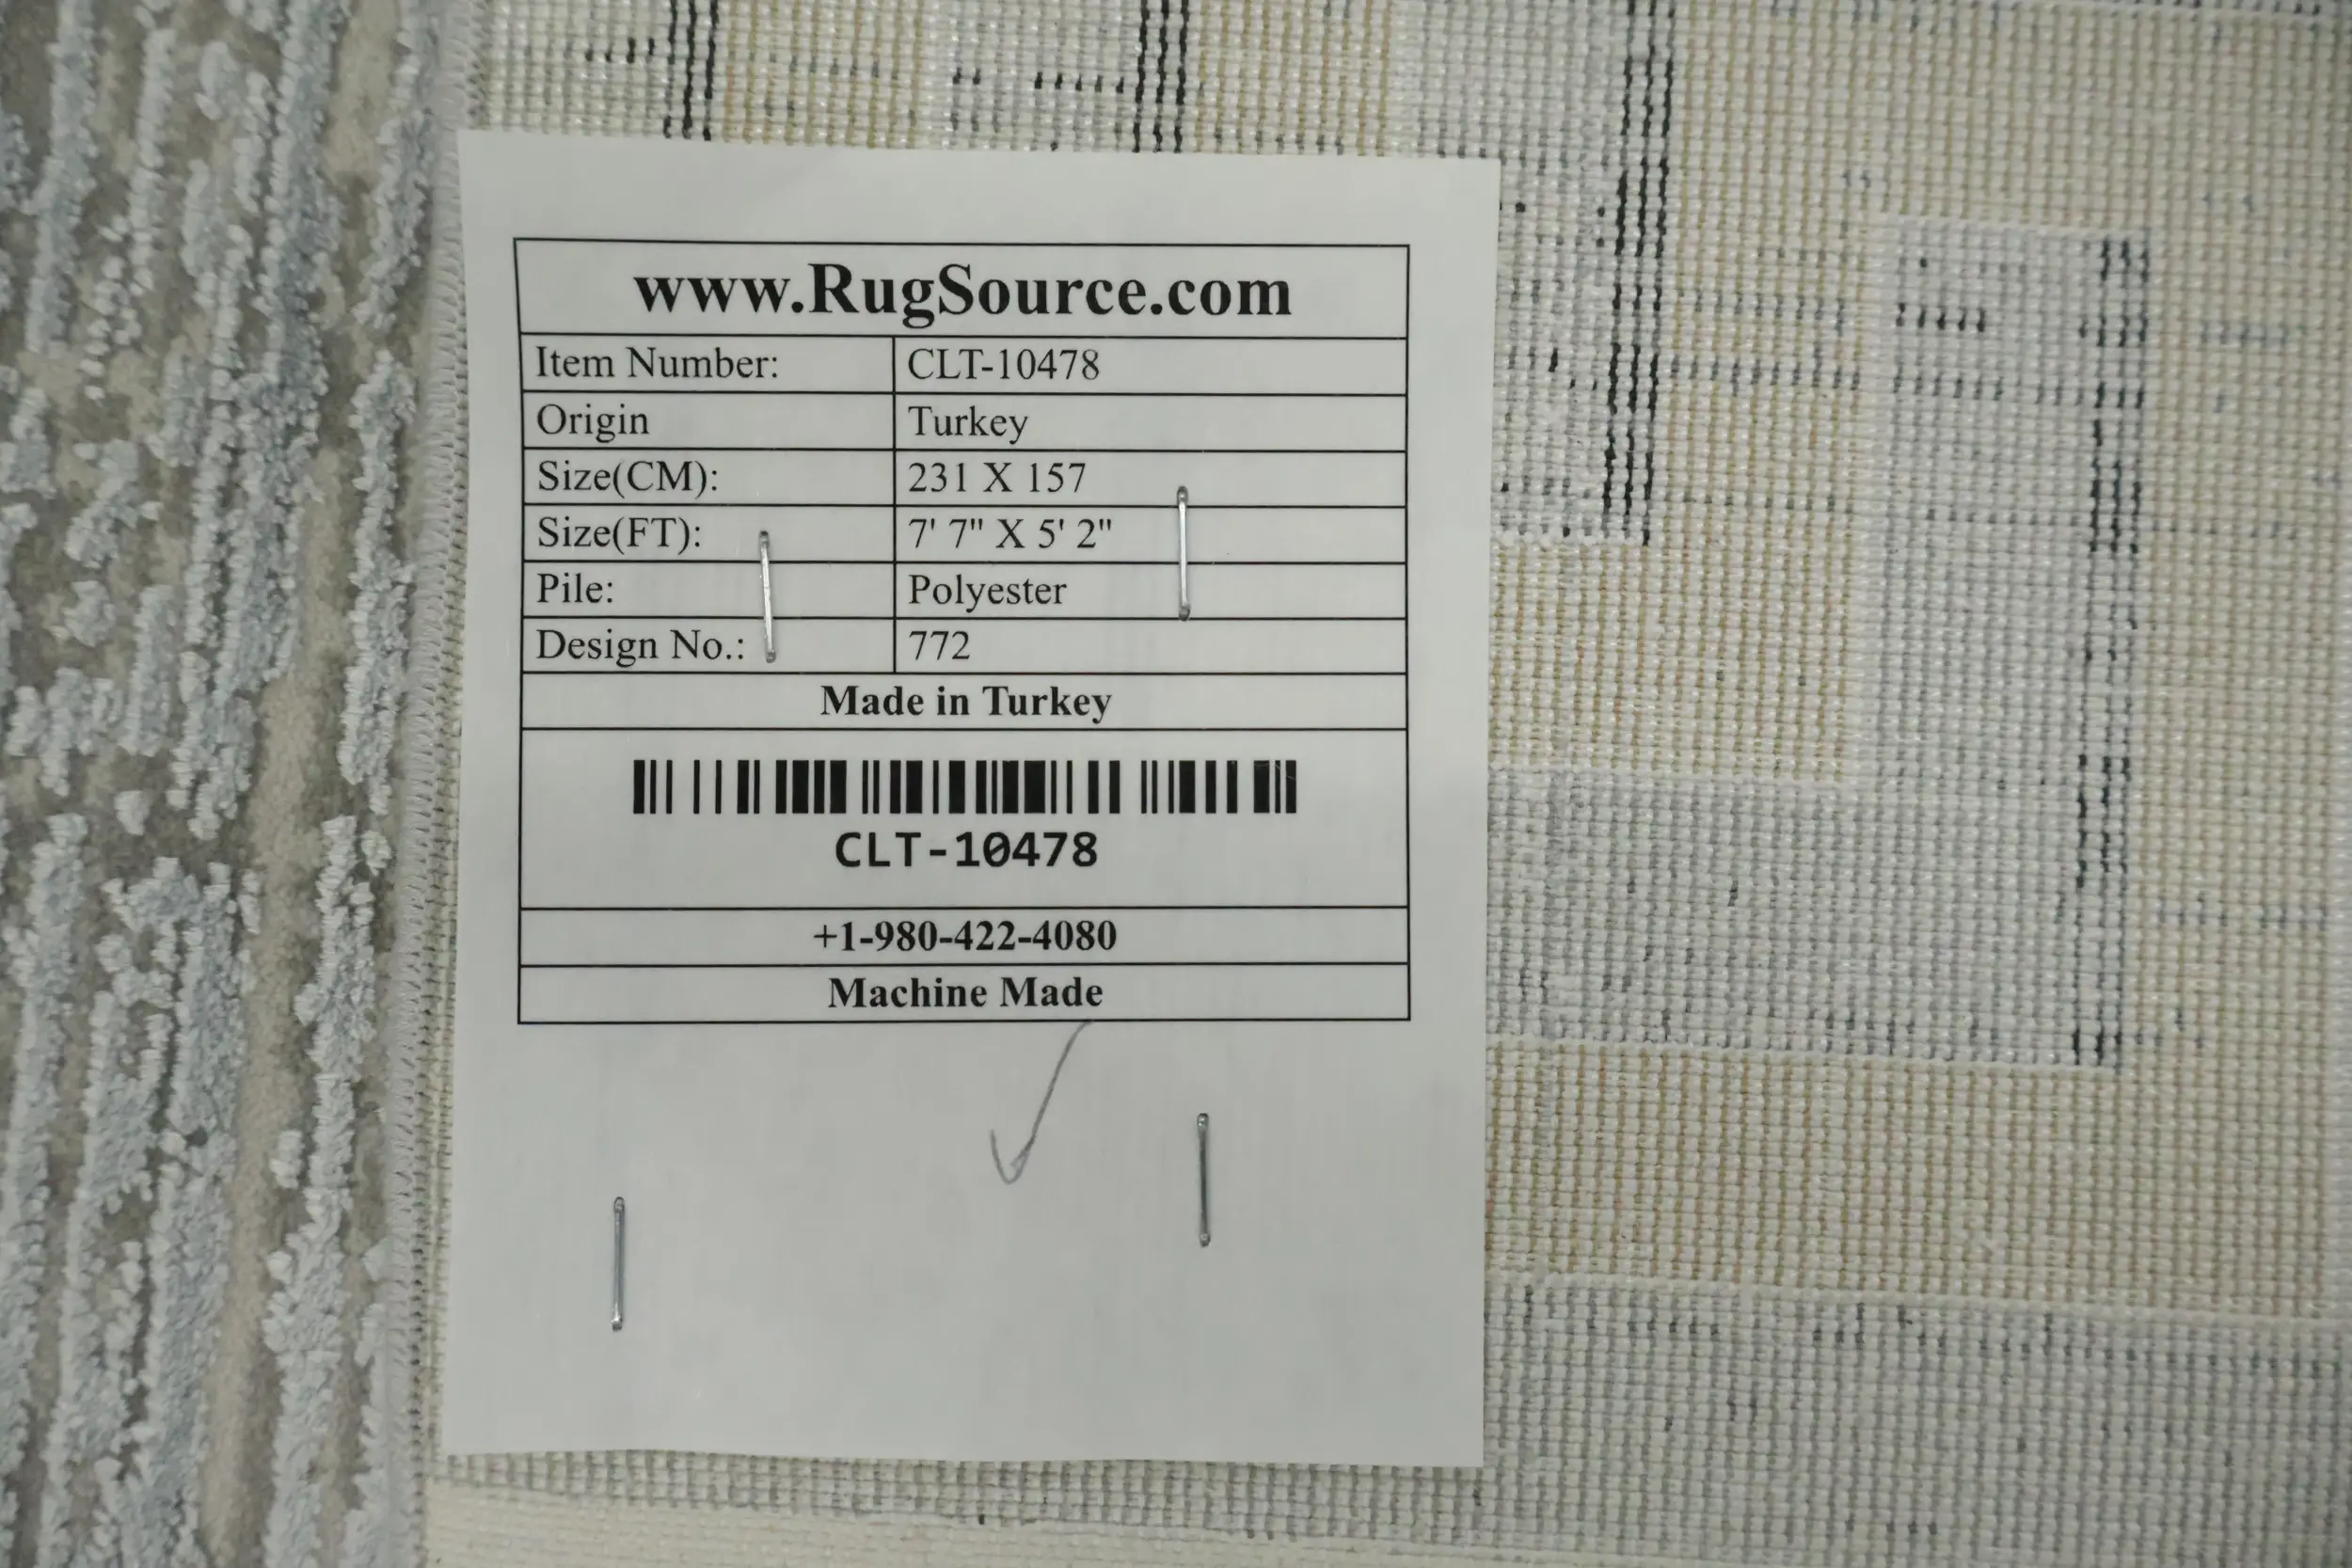 www.RugSource.com
Item Number: CLT-10478
Origin Turkey
Size(CM): 231 X 157
Size(FT): 7' 7" X 5' 2"
Pile: Polyester
Design No.: 772
Made in Turkey
CLT-10478
+1-980-422-4080
Machine Made